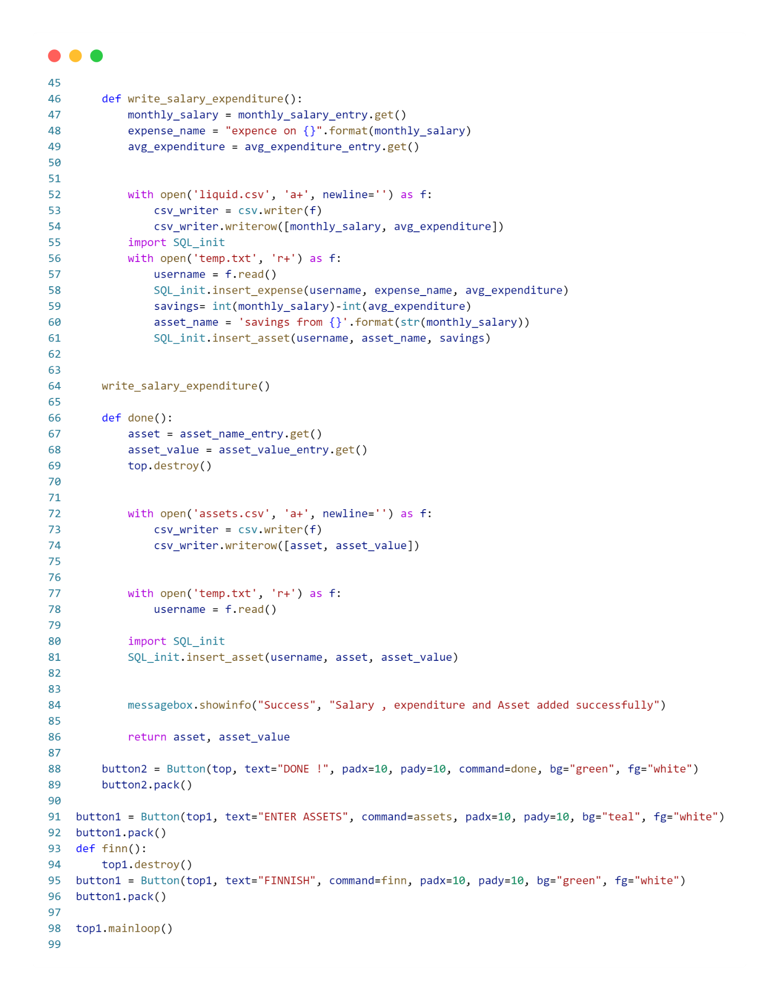 45
46 def write_salary_expenditure():
47 monthly_salary = monthly_salary_entry.get()
48 expense_name = "expence on {}".format(monthly_salary)
49 avg_expenditure = avg_expenditure_entry.get()
50
51
52 with open('liquid.csv', 'a+', newline='') as f:
53 csv_writer = csv.writer(f)
54 csv_writer.writerow([monthly_salary, avg_expenditure])
55 import SQL_init
56 with open('temp.txt', 'r+') as f:
57 username = f.read()
58 SQL_init.insert_expense(username, expense_name, avg_expenditure)
59 savings= int(monthly_salary)-int(avg_expenditure)
60 asset_name = 'savings from {}'.format(str(monthly_salary))
61 SQL_init.insert_asset(username, asset_name, savings)
62
63
64 write_salary_expenditure()
65
66 def done():
67 asset = asset_name_entry.get()
68 asset_value = asset_value_entry.get()
69 top.destroy()
70
71
72 with open('assets.csv', 'a+', newline='') as f:
73 csv_writer = csv.writer(f)
74 csv_writer.writerow([asset, asset_value])
75
76
77 with open('temp.txt', 'r+') as f:
78 username = f.read()
79
80 import SQL_init
81 SQL_init.insert_asset(username, asset, asset_value)
82
83
84 messagebox.showinfo("Success", "Salary , expenditure and Asset added successfully")
85
86 return asset, asset_value
87
88 button2 = Button(top, text="DONE !", padx=10, pady=10, command=done, bg="green", fg="white")
89 button2.pack()
90
91 button1 = Button(top1, text="ENTER ASSETS", command=assets, padx=10, pady=10, bg="teal", fg="white")
92 button1.pack()
93 def finn():
94 top1.destroy()
95 button1 = Button(top1, text="FINNISH", command=finn, padx=10, pady=10, bg="green", fg="white")
96 button1.pack()
97
98 top1.mainloop()
99